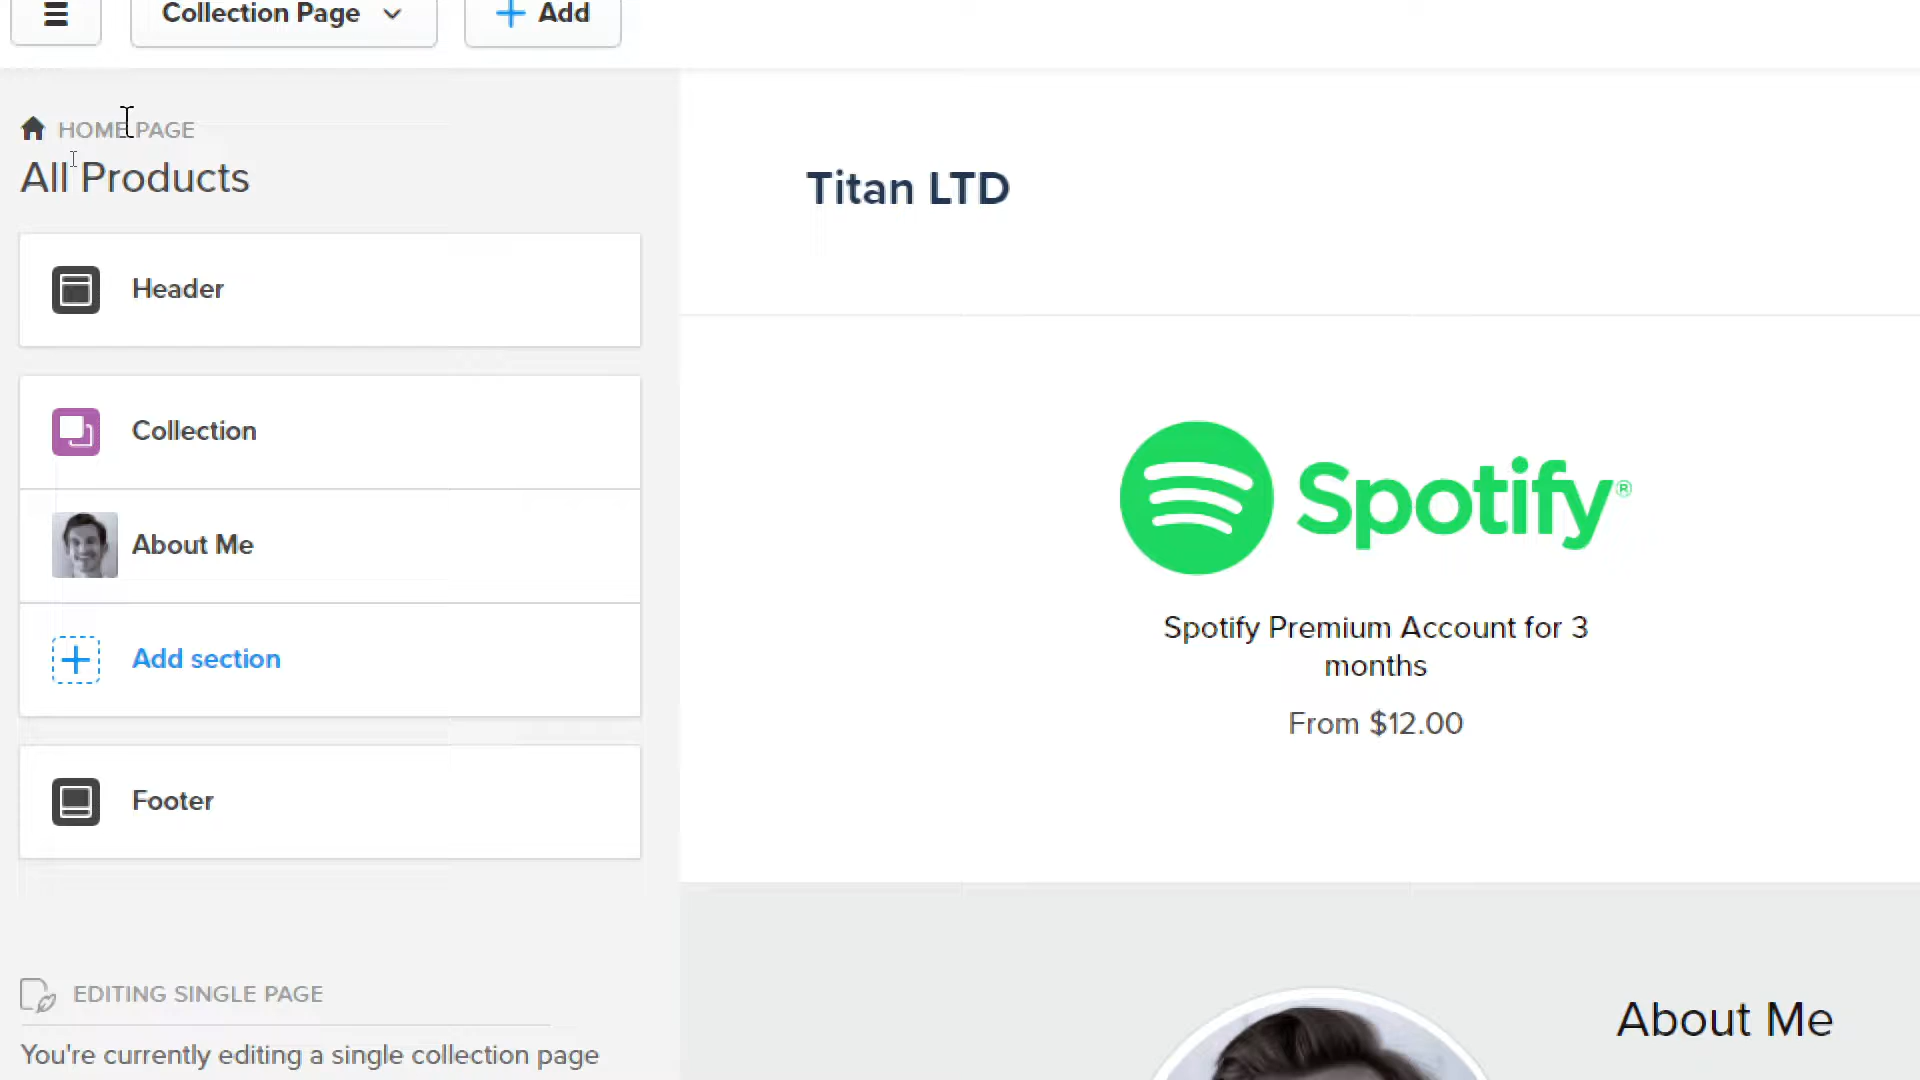 Collection Page
Add
HOME PAGE
All Products
Header
Collection
About Me
Add section
Footer
EDITING SINGLE PAGE
You're currently editing a single collection page
Titan LTD
Spotify®
Spotify Premium Account for 3
months
From $12.00
About Me